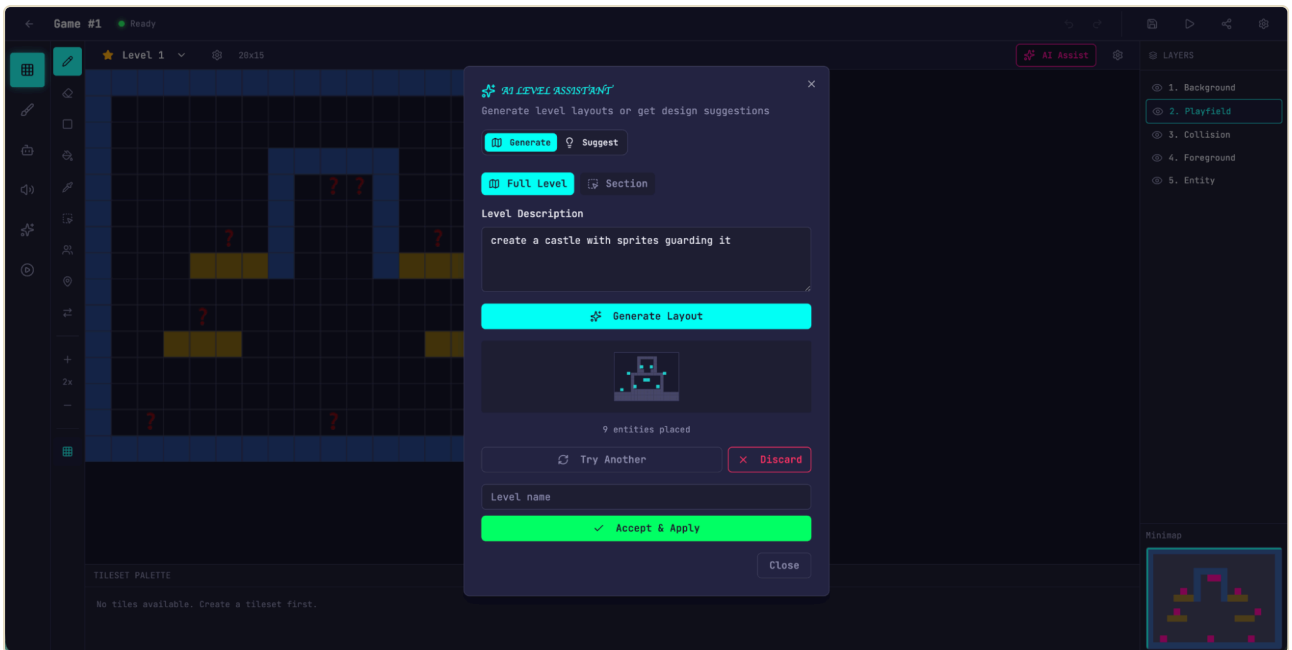 Game #1 Ready
Level 1 20x15 AI Assist
LAYERS
1. Background
2. Playfield
3. Collision
4. Foreground
5. Entity
AI LEVEL ASSISTANT
Generate level layouts or get design suggestions
Generate Suggest
Full Level Section
Level Description
create a castle with sprites guarding it
Generate Layout
9 entities placed
Try Another Discard
Level name
Accept & Apply
Close
? ?
? ?
?
? ?
2x
TILESET PALETTE
No tiles available. Create a tileset first.
Minimap